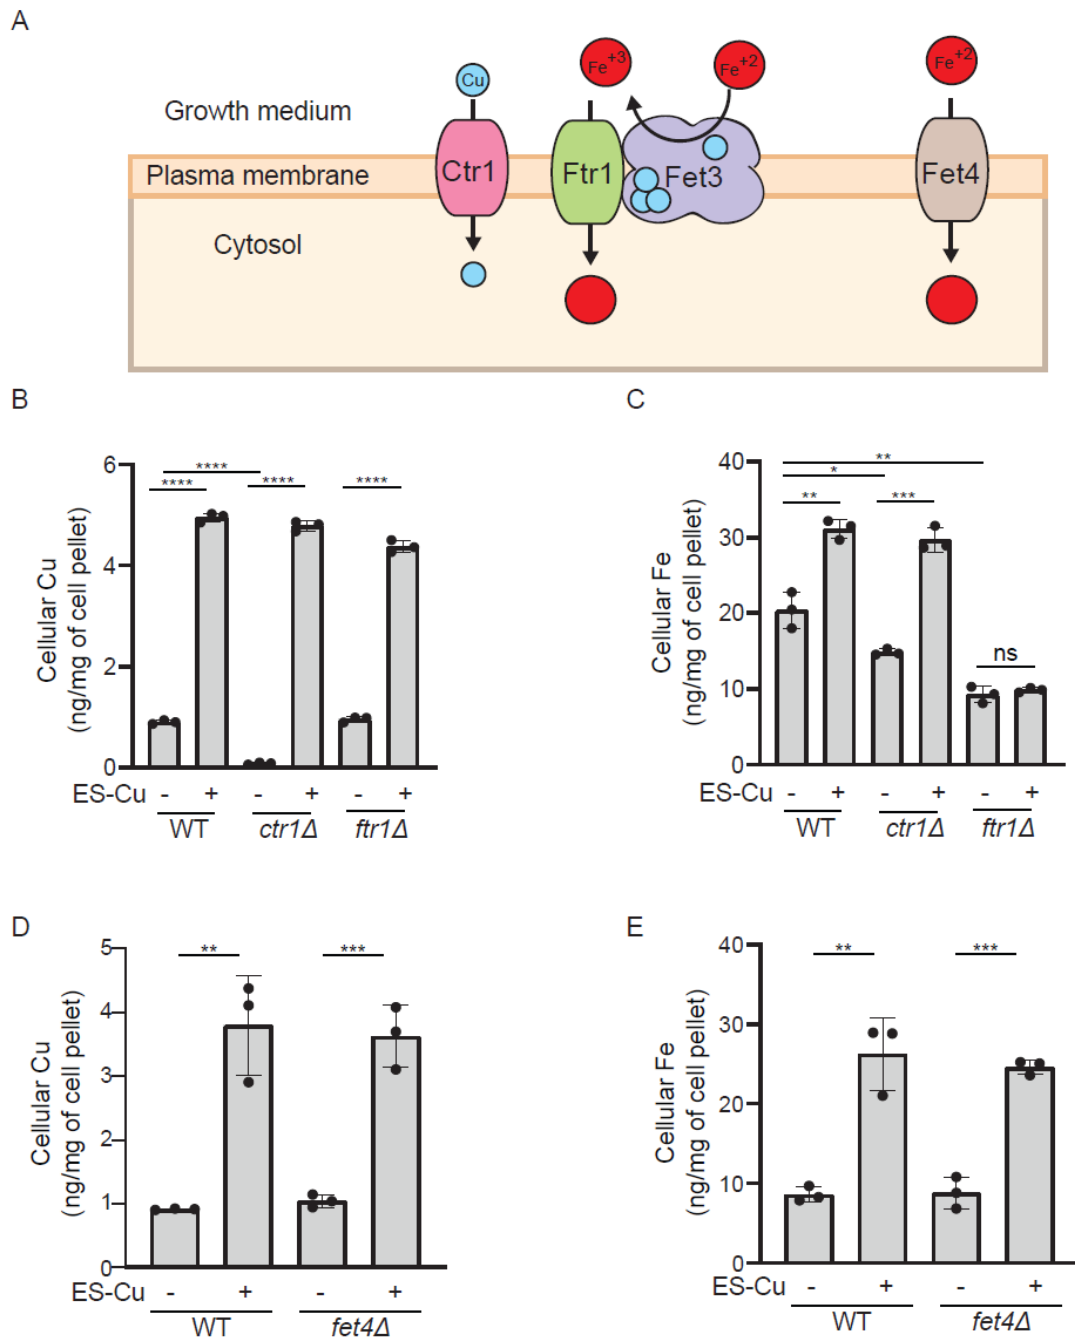 A
Cu
Fe+3
Fe+2
Fe+2
Growth medium
Plasma membrane
Ctr1
Ftr1
Fet3
Fet4
Cytosol
B
Cellular Cu
(ng/mg of cell pellet)
6
4
2
0
****
****
****
****
ES-Cu - + - + - +
WT ctr1Δ ftr1Δ
C
Cellular Fe
(ng/mg of cell pellet)
40
30
20
10
0
**
*
**
***
ns
ES-Cu - + - + - +
WT ctr1Δ ftr1Δ
D
Cellular Cu
(ng/mg of cell pellet)
5
4
3
2
1
0
**
***
ES-Cu - + - +
WT fet4Δ
E
Cellular Fe
(ng/mg of cell pellet)
40
30
20
10
0
**
***
ES-Cu - + - +
WT fet4Δ